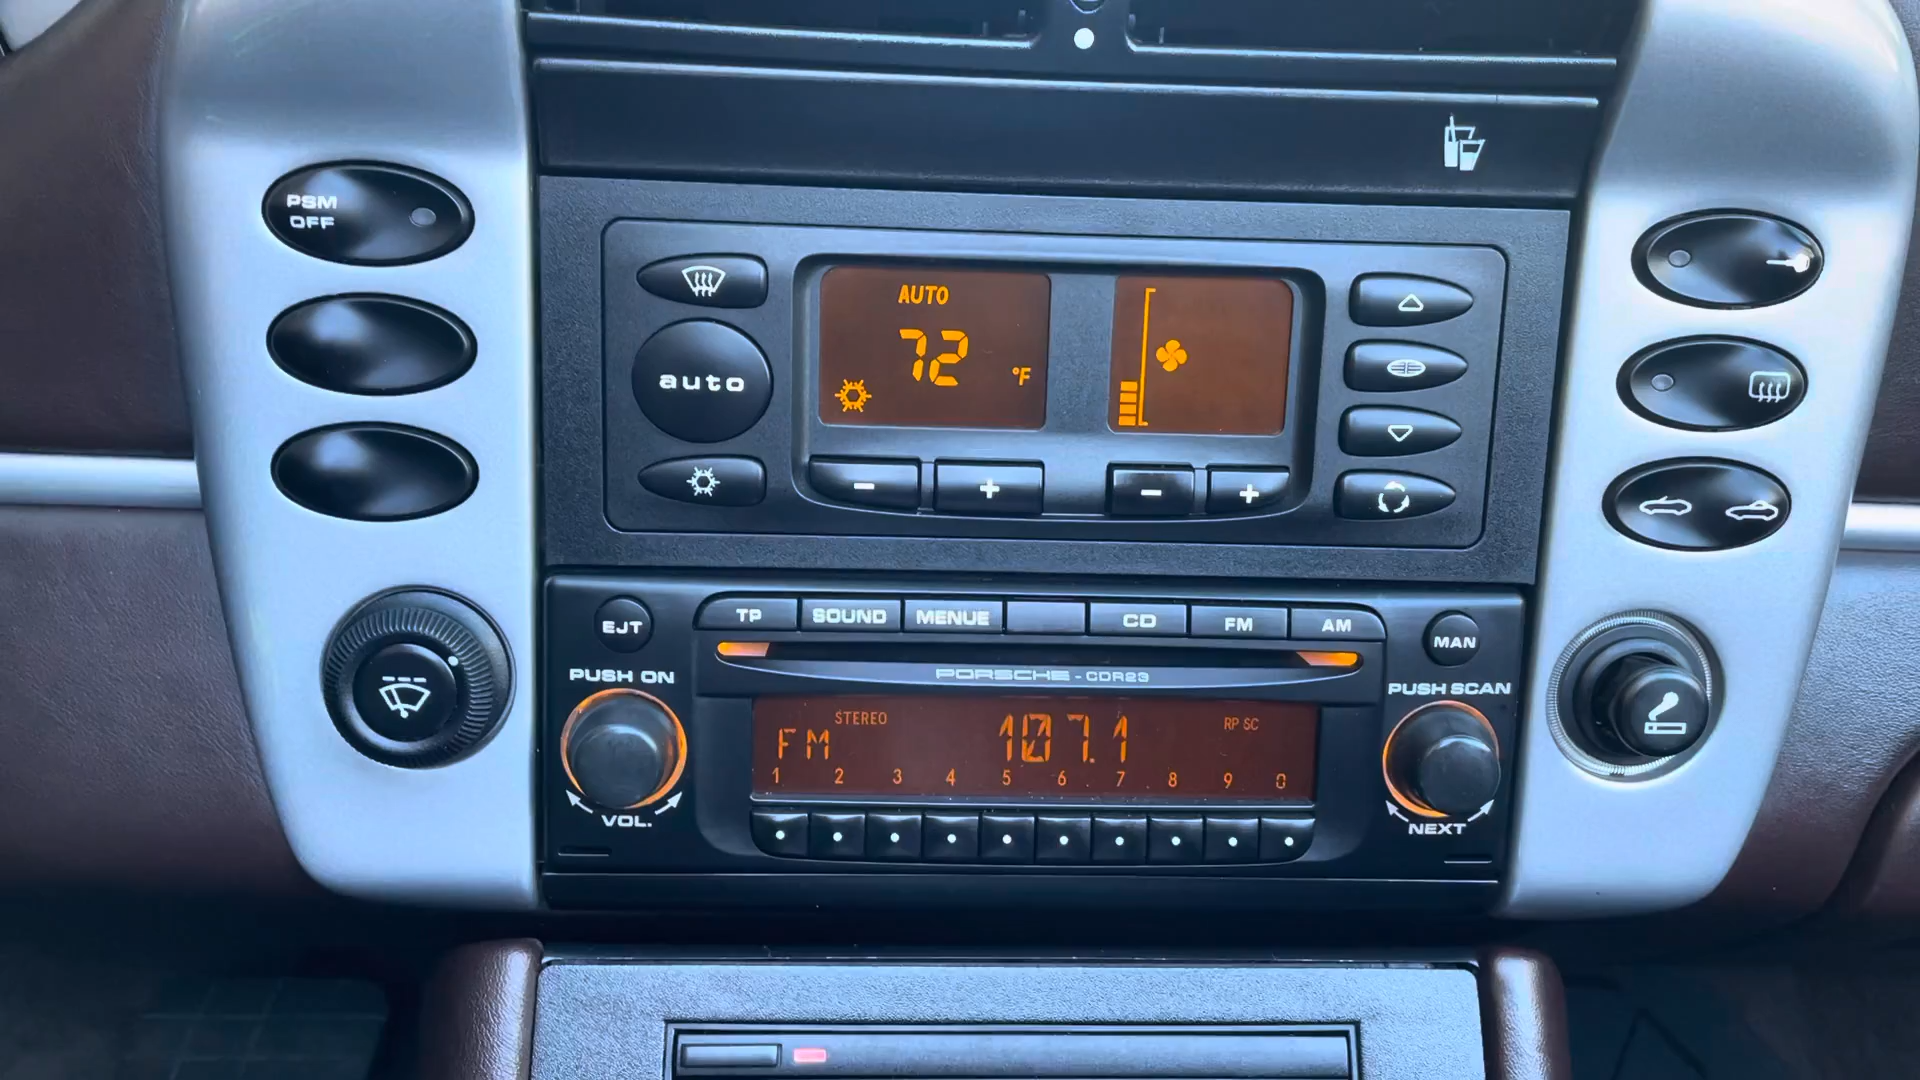 PSM
OFF
AUTO
72 °F
auto
− + − +
EJT
TP SOUND MENUE CD FM AM
MAN
PORSCHE - CDR23
PUSH ON
PUSH SCAN
STEREO
RP SC
FM 107.1
1 2 3 4 5 6 7 8 9 0
VOL.
NEXT